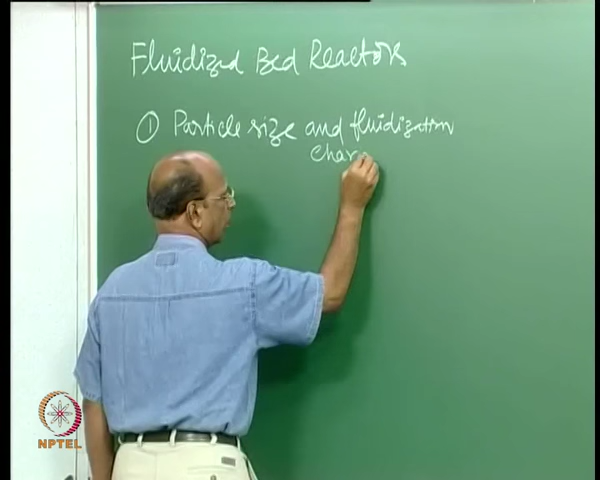 Fluidized Bed Reactors
① Particle size and fluidization
char
NPTEL